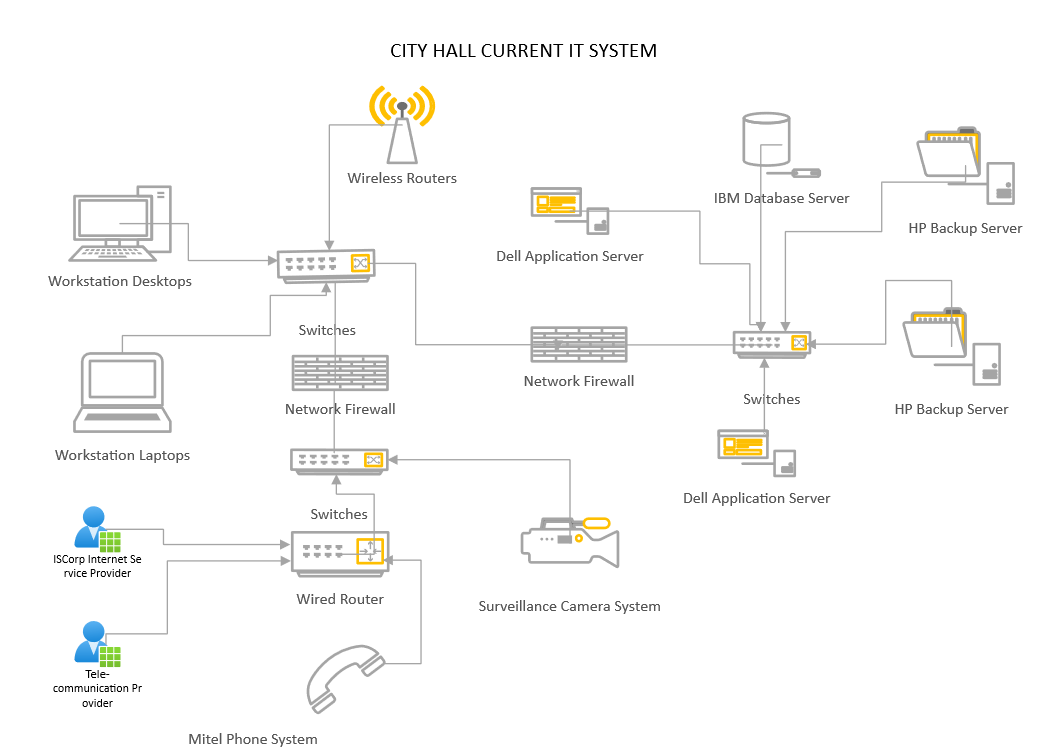 CITY HALL CURRENT IT SYSTEM
Wireless Routers
IBM Database Server
HP Backup Server
Dell Application Server
Workstation Desktops
Switches
Network Firewall
Network Firewall
Switches
HP Backup Server
Workstation Laptops
Dell Application Server
Switches
ISCorp Internet Se
rvice Provider
Wired Router
Surveillance Camera System
Tele-
communication Pr
ovider
Mitel Phone System